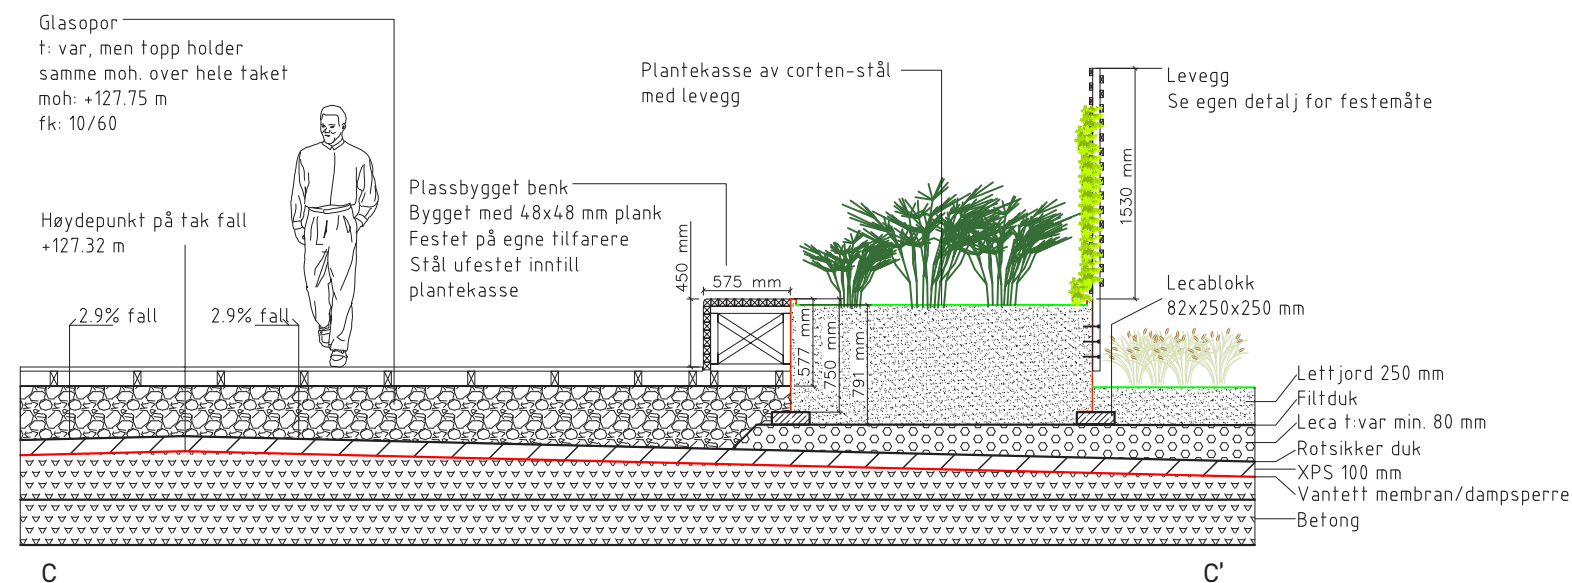 Glasopor
t: var, men topp holder
samme moh. over hele taket
moh: +127.75 m
fk: 10/60
Plantekasse av corten-stål
med levegg
Levegg
Se egen detalj for festemåte
1530 mm
Plassbygget benk
Bygget med 48x48 mm plank
Festet på egne tilfarere
Stål ufestet inntill
plantekasse
Høydepunkt på tak fall
+127.32 m
450 mm
575 mm
2.9% fall
2.9% fall
577 mm
750 mm
791 mm
Lecablokk
82x250x250 mm
Lettjord 250 mm
Filtduk
Leca t:var min. 80 mm
Rotsikker duk
XPS 100 mm
Vantett membran/dampsperre
Betong
C
C'